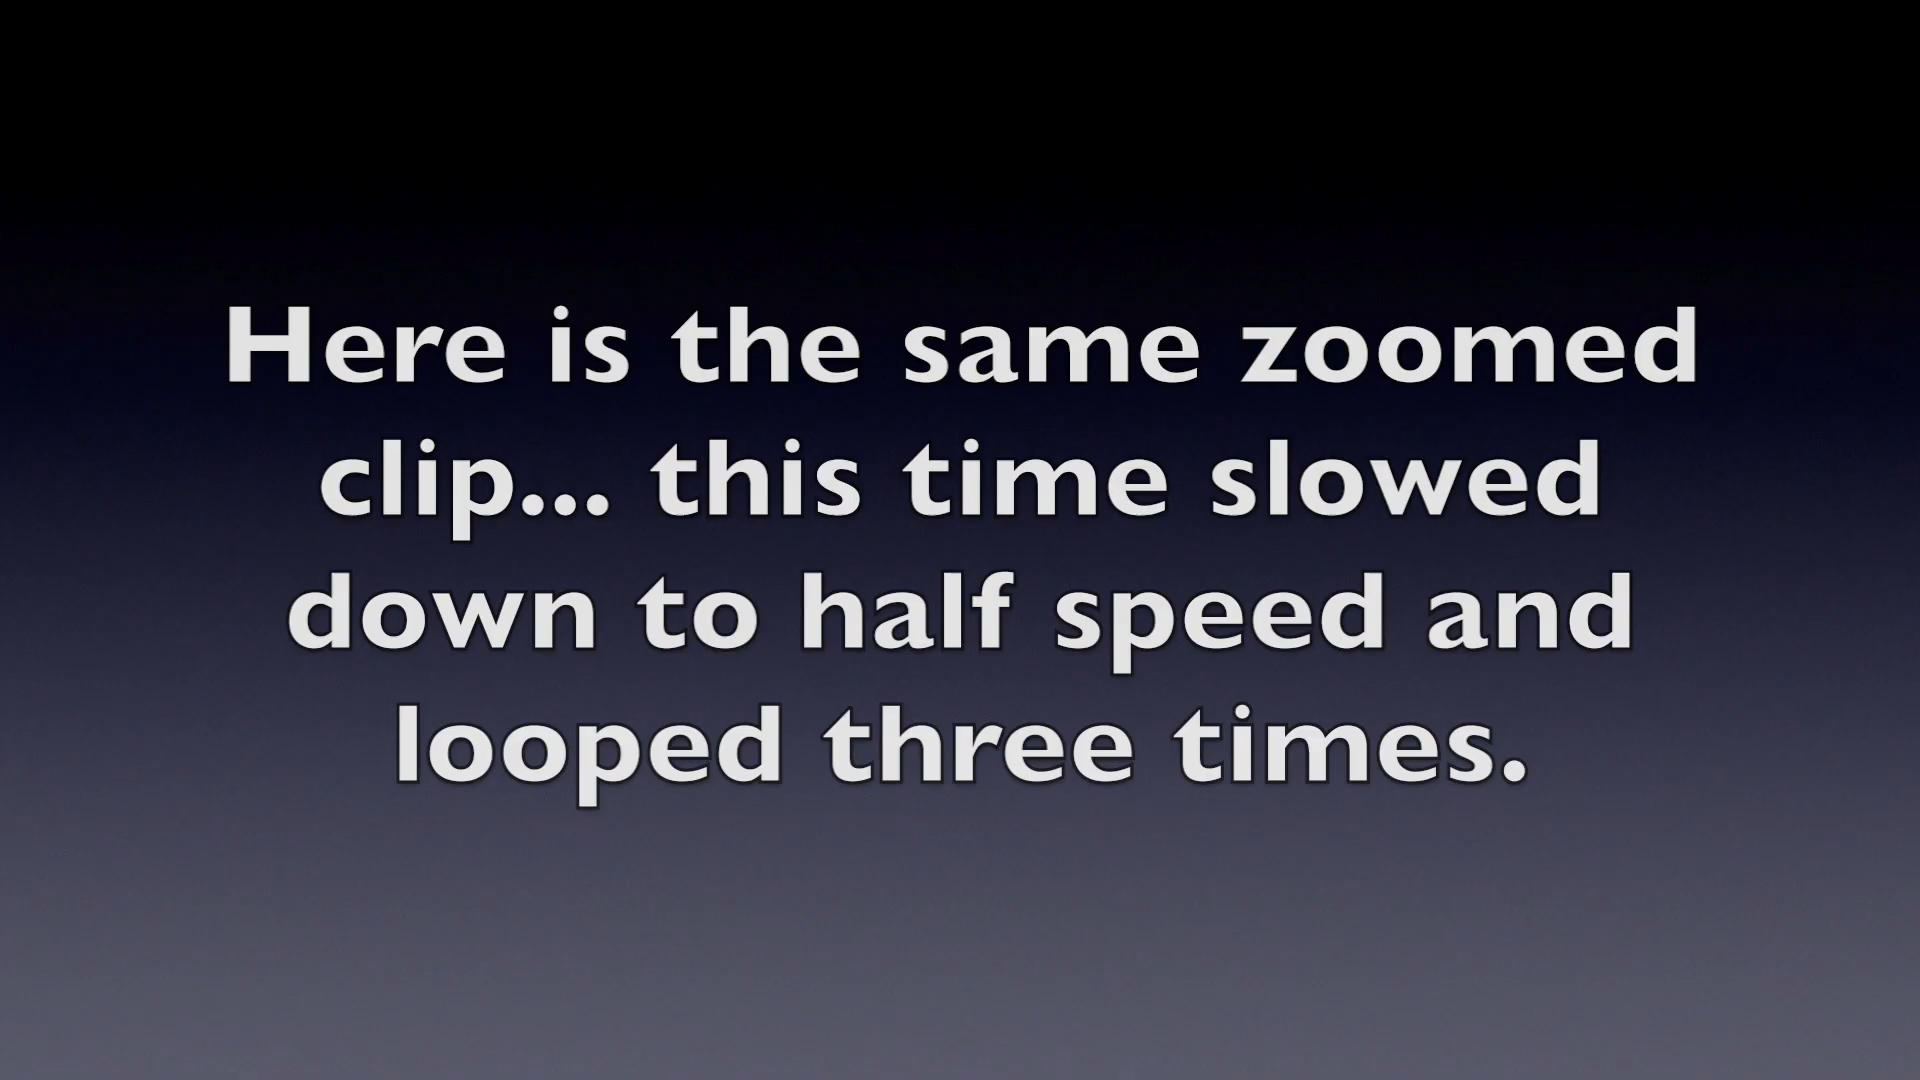 Here is the same zoomed
clip... this time slowed
down to half speed and
looped three times.